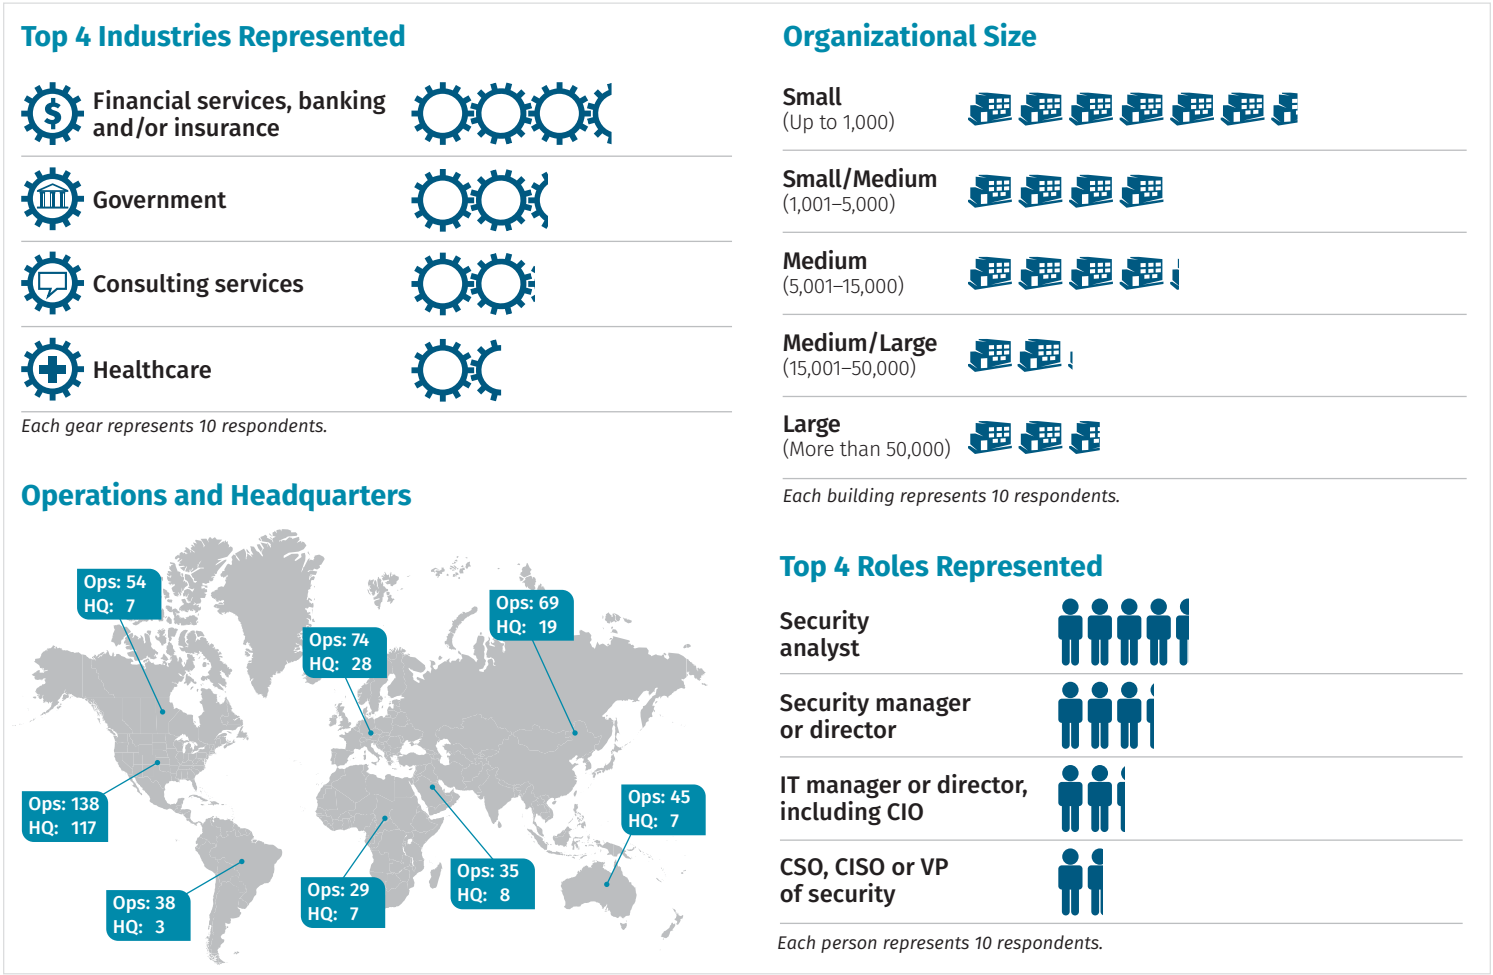 Top 4 Industries Represented
$
Financial services, banking
and/or insurance
Government
Consulting services
Healthcare
Each gear represents 10 respondents.
Operations and Headquarters
Ops: 54
HQ: 7
Ops: 74
HQ: 28
Ops: 69
HQ: 19
Ops: 138
HQ: 117
Ops: 45
HQ: 7
Ops: 38
HQ: 3
Ops: 29
HQ: 7
Ops: 35
HQ: 8
Organizational Size
Small
(Up to 1,000)
Small/Medium
(1,001–5,000)
Medium
(5,001–15,000)
Medium/Large
(15,001–50,000)
Large
(More than 50,000)
Each building represents 10 respondents.
Top 4 Roles Represented
Security
analyst
Security manager
or director
IT manager or director,
including CIO
CSO, CISO or VP
of security
Each person represents 10 respondents.